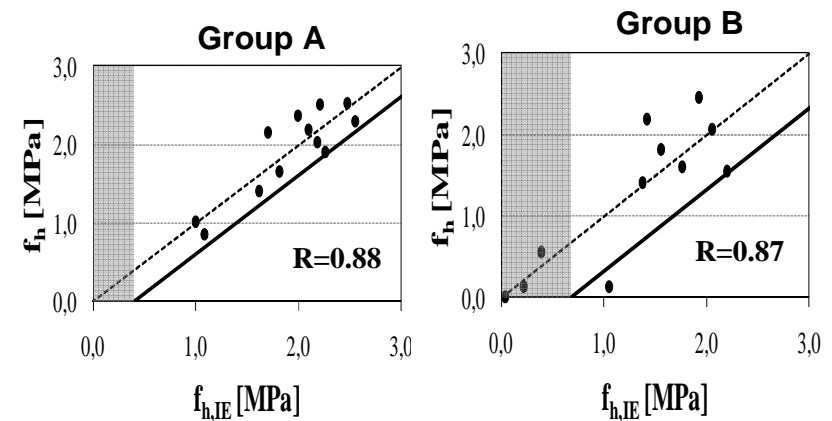 Group A
3,0
2,0
1,0
0,0
f_h [MPa]
R=0.88
0,0
1,0
2,0
3,0
f_h,IE [MPa]
Group B
3,0
2,0
1,0
0,0
f_h [MPa]
R=0.87
0,0
1,0
2,0
3,0
f_h,IE [MPa]